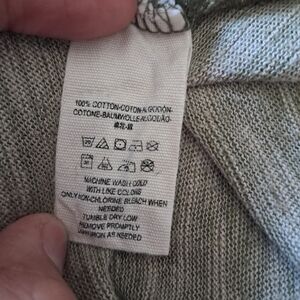 100% COTTON-COTON-ALGODÓN-
COTONE-BAUMWOLLE-ALGODÃO-
MACHINE WASH COLD
WITH LIKE COLORS
ONLY NON-CHLORINE BLEACH WHEN
NEEDED
TUMBLE DRY LOW
REMOVE PROMPTLY
IRON AS NEEDED